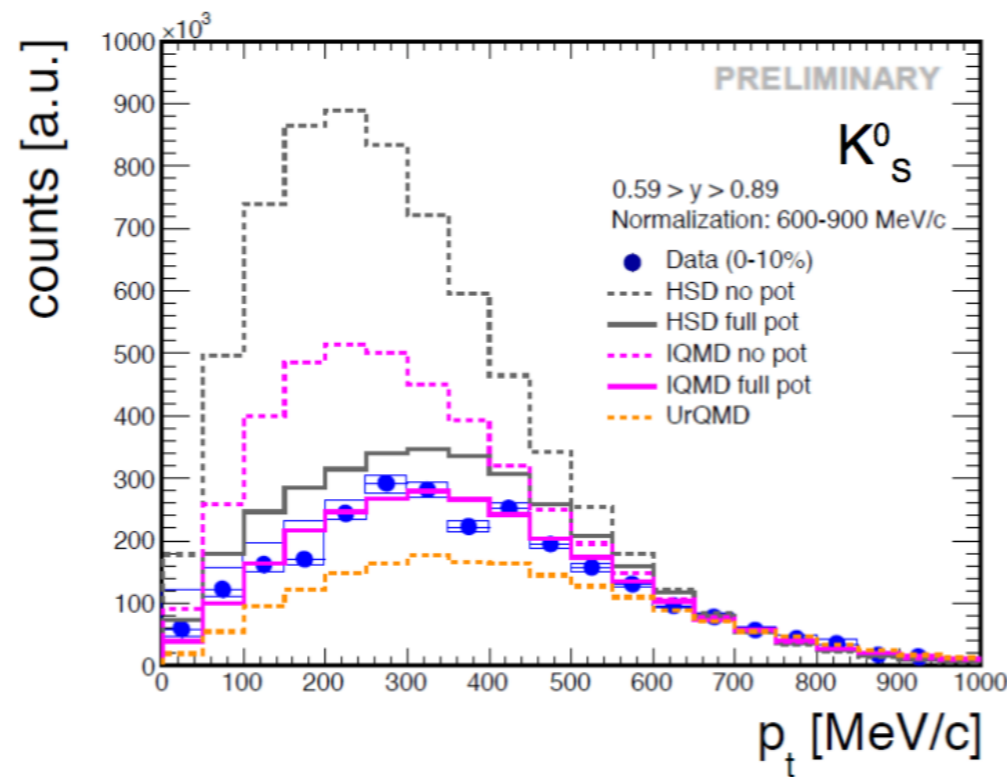 ×10³
1000
900
800
700
600
500
400
300
200
100
0
counts [a.u.]
PRELIMINARY
K⁰S
0.59 > y > 0.89
Normalization: 600-900 MeV/c
Data (0-10%)
HSD no pot
HSD full pot
IQMD no pot
IQMD full pot
UrQMD
0 100 200 300 400 500 600 700 800 900 1000
pt [MeV/c]